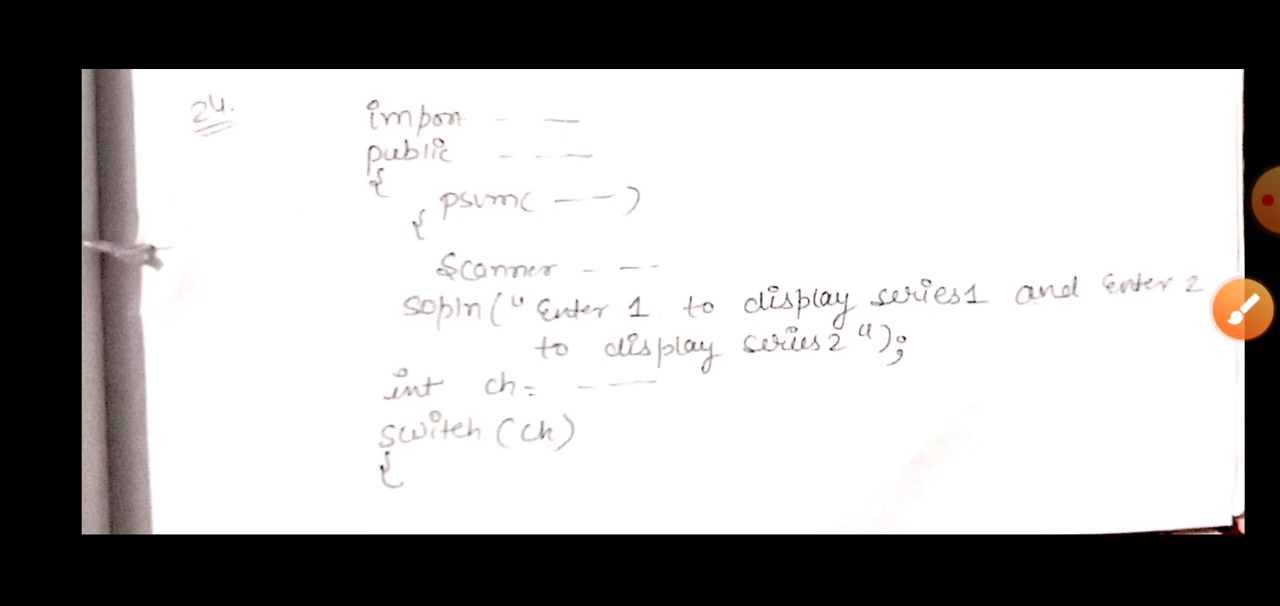 24.
impor - —
public - —
{
psvm( — — )
{
Scanner - — -
sopln(" Enter 1 to display series1 and Enter 2
to display series2 ");
int ch= - —
switch (ch)
{